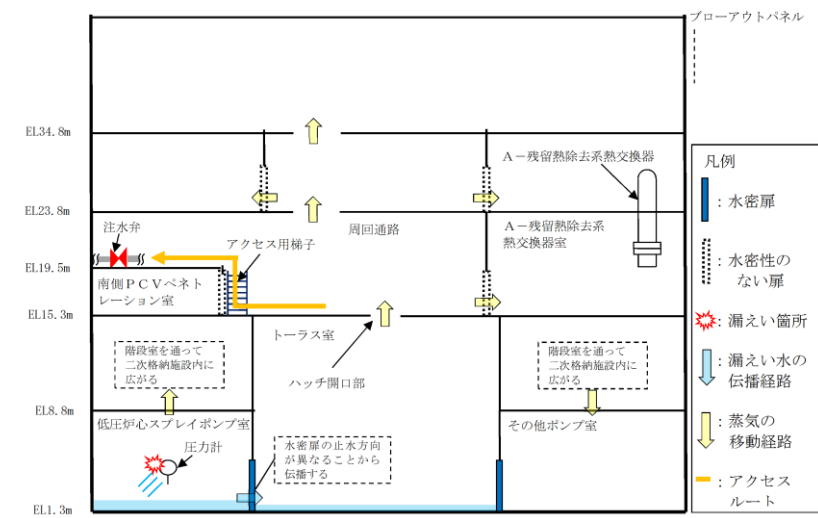 ブローアウトパネル
EL34.8m
A－残留熱除去系熱交換器
凡例
：水密扉
EL23.8m
注水弁
周回通路
A－残留熱除去系
熱交換器室
アクセス用梯子
：水密性の
ない扉
EL19.5m
南側PCVペネト
レーション室
EL15.3m
：漏えい箇所
トーラス室
階段室を通って
二次格納施設内に
広がる
ハッチ開口部
階段室を通って
二次格納施設内に
広がる
：漏えい水の
伝播経路
EL8.8m
低圧炉心スプレイポンプ室
その他ポンプ室
：蒸気の
移動経路
圧力計
水密扉の止水方向
が異なることから
伝播する
：アクセス
ルート
EL1.3m